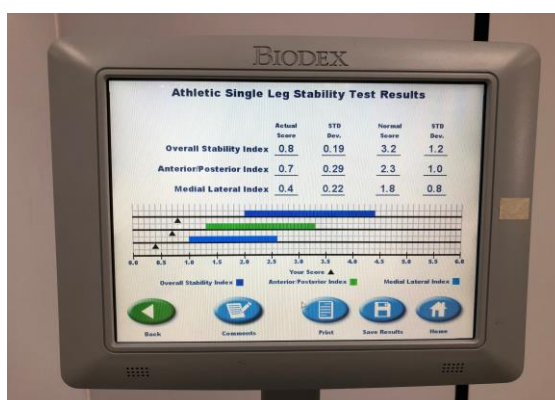 BIODEX
Athletic Single Leg Stability Test Results
Actual Score STD Dev. Normal Score STD Dev.
Overall Stability Index 0.8 0.19 3.2 1.2
Anterior/Posterior Index 0.7 0.29 2.3 1.0
Medial Lateral Index 0.4 0.22 1.8 0.8
0.0 0.5 1.0 1.5 2.0 2.5 3.0 3.5 4.0 4.5 5.0 5.5 6.0
Your Score ▲
Overall Stability Index Anterior/Posterior Index Medial Lateral Index
Back Comments Print Save Results Home